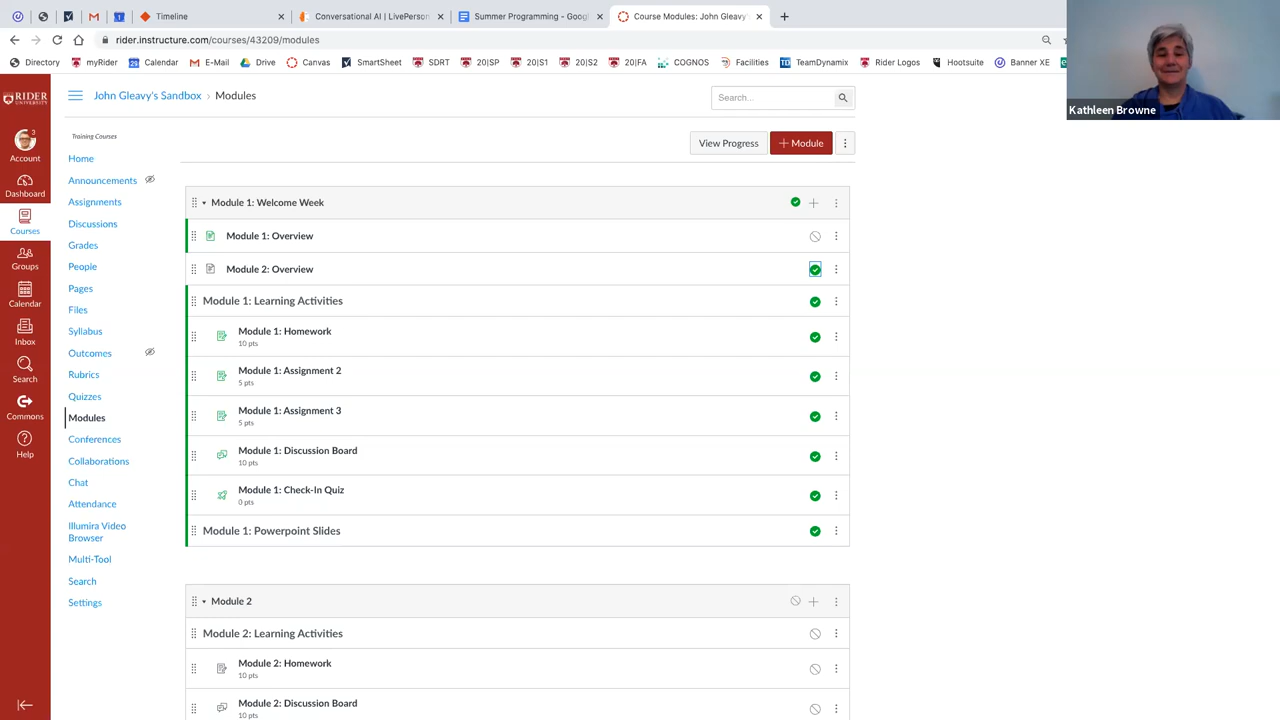 Timeline
Conversational AI | LivePerson
Summer Programming - Googl
Course Modules: John Gleavy's
rider.instructure.com/courses/43209/modules
Directory
myRider
Calendar
E-Mail
Drive
Canvas
SmartSheet
SDRT
20|SP
20|S1
20|S2
20|FA
COGNOS
Facilities
TeamDynamix
Rider Logos
Hootsuite
Banner XE
Kathleen Browne
RIDER
UNIVERSITY
3
Account
Dashboard
Courses
Groups
Calendar
Inbox
Search
Commons
Help
John Gleavy's Sandbox › Modules
Search...
Training Courses
Home
Announcements
Assignments
Discussions
Grades
People
Pages
Files
Syllabus
Outcomes
Rubrics
Quizzes
Modules
Conferences
Collaborations
Chat
Attendance
Illumira Video
Browser
Multi-Tool
Search
Settings
View Progress
+ Module
Module 1: Welcome Week
Module 1: Overview
Module 2: Overview
Module 1: Learning Activities
Module 1: Homework
10 pts
Module 1: Assignment 2
5 pts
Module 1: Assignment 3
5 pts
Module 1: Discussion Board
10 pts
Module 1: Check-In Quiz
0 pts
Module 1: Powerpoint Slides
Module 2
Module 2: Learning Activities
Module 2: Homework
10 pts
Module 2: Discussion Board
10 pts